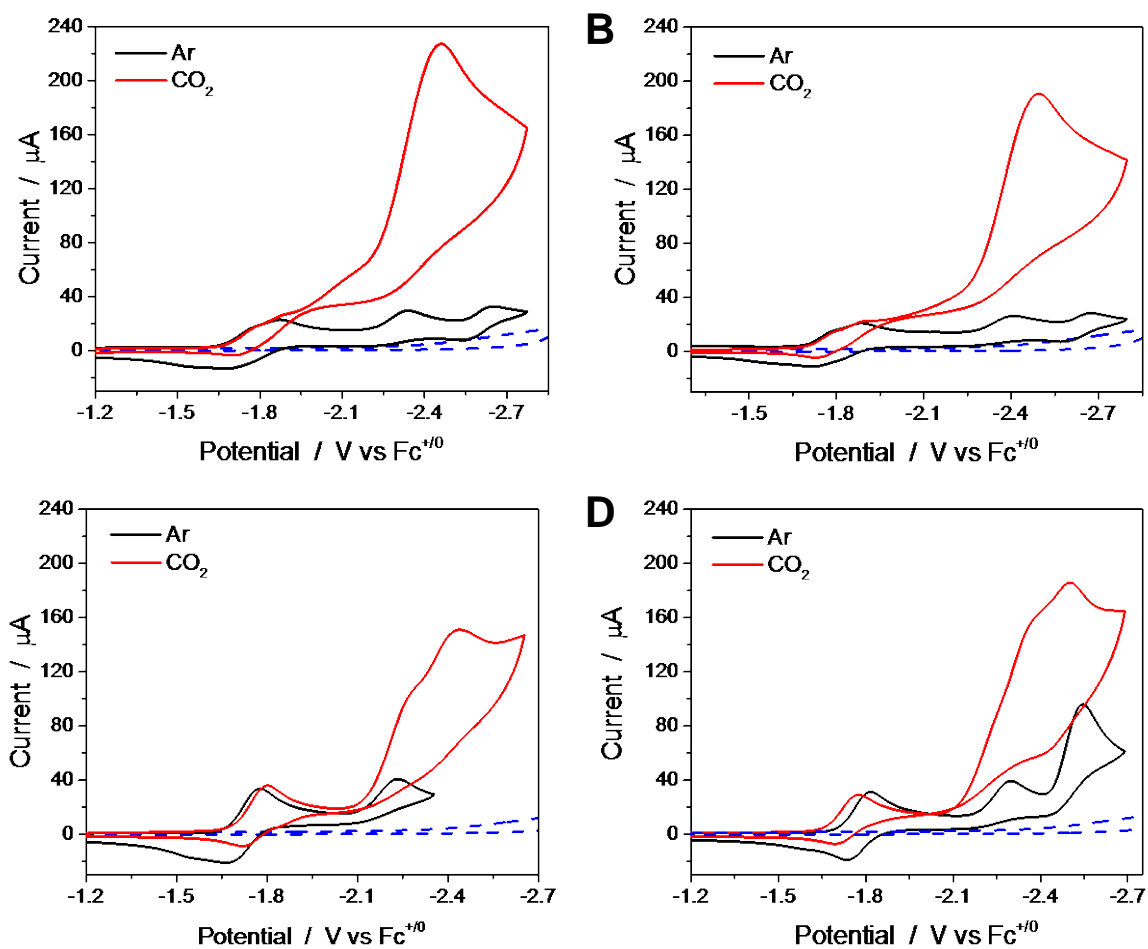 240
200
160
120
80
40
0
Current / μA
Ar
CO2
-1.2 -1.5 -1.8 -2.1 -2.4 -2.7
Potential / V vs Fc+/0
B
240
200
160
120
80
40
0
Current / μA
Ar
CO2
-1.5 -1.8 -2.1 -2.4 -2.7
Potential / V vs Fc+/0
240
200
160
120
80
40
0
Current / μA
Ar
CO2
-1.2 -1.5 -1.8 -2.1 -2.4 -2.7
Potential / V vs Fc+/0
D
240
200
160
120
80
40
0
Current / μA
Ar
CO2
-1.2 -1.5 -1.8 -2.1 -2.4 -2.7
Potential / V vs Fc+/0